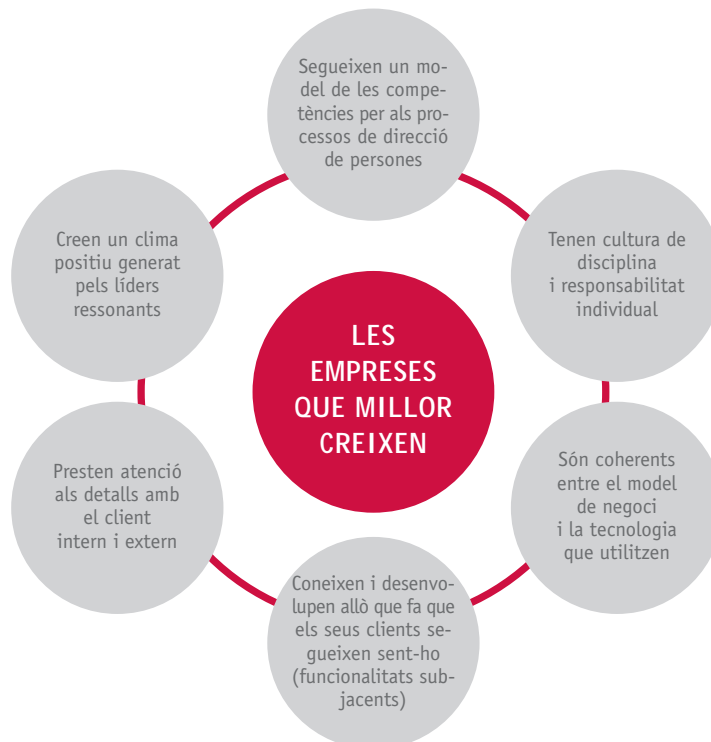 Segueixen un mo-
del de les compe-
tències per als pro-
cessos de direcció
de persones
Creen un clima
positiu generat
pels líders
ressonants
Tenen cultura de
disciplina
i responsabilitat
individual
LES
EMPRESES
QUE MILLOR
CREIXEN
Presten atenció
als detalls amb
el client
intern i extern
Són coherents
entre el model
de negoci
i la tecnologia
que utilitzen
Coneixen i desenvo-
lupen allò que fa que
els seus clients se-
gueixen sent-ho
(funcionalitats sub-
jacents)